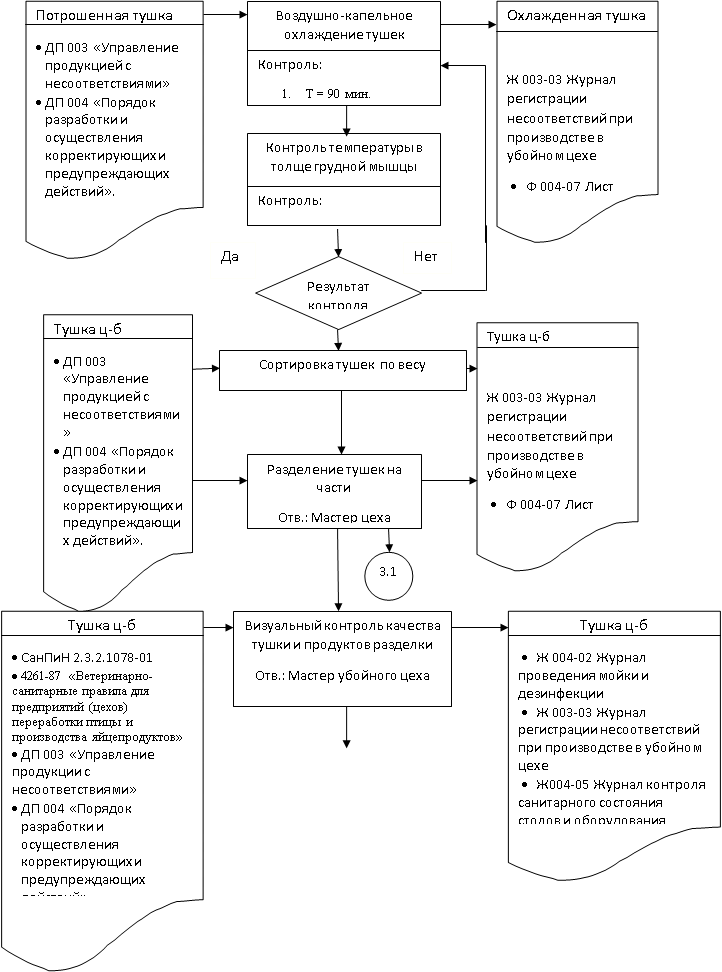 Потрошенная тушка
• ДП 003 «Управление
продукцией с
несоответствиями»
• ДП 004 «Порядок
разработки и
осуществления
корректирующих и
предупреждающих
действий».
Воздушно-капельное
охлаждение тушек
Контроль:
1. Т = 90 мин.
Охлажденная тушка
Ж 003-03 Журнал
регистрации
несоответствий при
производстве в
убойном цехе
• Ф 004-07 Лист
Контроль температуры в
толще грудной мышцы
Контроль:
Да
Нет
Результат
контроля
Тушка ц-б
• ДП 003
«Управление
продукцией с
несоответствиями
»
• ДП 004 «Порядок
разработки и
осуществления
корректирующих и
предупреждающи
х действий».
Сортировка тушек по весу
Тушка ц-б
Ж 003-03 Журнал
регистрации
несоответствий при
производстве в
убойном цехе
• Ф 004-07 Лист
Разделение тушек на
части
Отв.: Мастер цеха
3.1
Тушка ц-б
• СанПиН 2.3.2.1078-01
• 4261-87 «Ветеринарно-
санитарные правила для
предприятий (цехов)
переработки птицы и
производства яйцепродуктов»
• ДП 003 «Управление
продукции с
несоответствиями»
• ДП 004 «Порядок
разработки и
осуществления
корректирующих и
предупреждающих
действий»
Визуальный контроль качества
тушки и продуктов разделки
Отв.: Мастер убойного цеха
Тушка ц-б
• Ж 004-02 Журнал
проведения мойки и
дезинфекции
• Ж 003-03 Журнал
регистрации несоответствий
при производстве в убойном
цехе
• Ж004-05 Журнал контроля
санитарного состояния
столов и оборудования